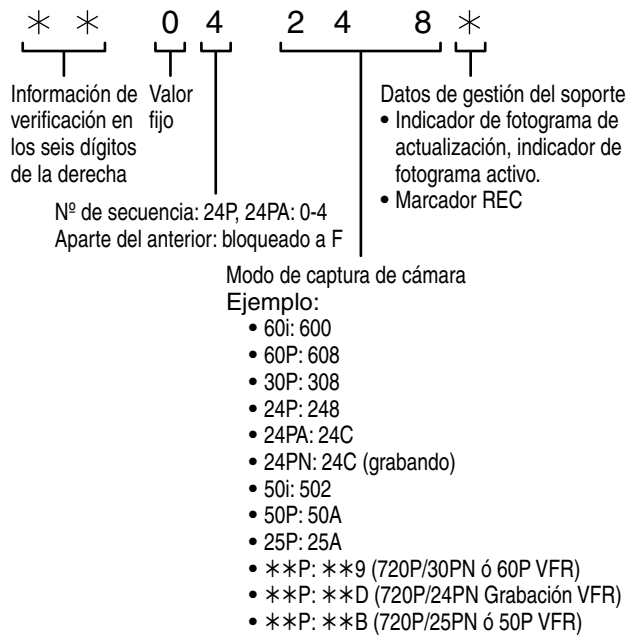 ＊ ＊ 0 4 2 4 8 ＊
Información de
verificación en
los seis dígitos
de la derecha
Valor
fijo
Datos de gestión del soporte
• Indicador de fotograma de
actualización, indicador de
fotograma activo.
• Marcador REC
Nº de secuencia: 24P, 24PA: 0-4
Aparte del anterior: bloqueado a F
Modo de captura de cámara
Ejemplo:
• 60i: 600
• 60P: 608
• 30P: 308
• 24P: 248
• 24PA: 24C
• 24PN: 24C (grabando)
• 50i: 502
• 50P: 50A
• 25P: 25A
• ＊＊P: ＊＊9 (720P/30PN ó 60P VFR)
• ＊＊P: ＊＊D (720P/24PN Grabación VFR)
• ＊＊P: ＊＊B (720P/25PN ó 50P VFR)